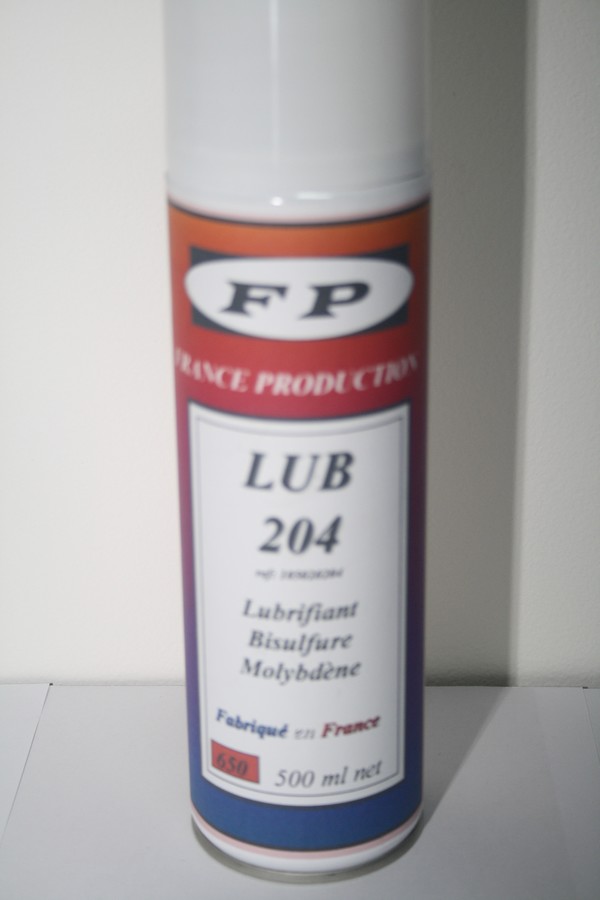 FP
FRANCE PRODUCTION
LUB
204
Lubrifiant
Bisulfure
Molybdène
Fabriqué en France
650
500 ml net